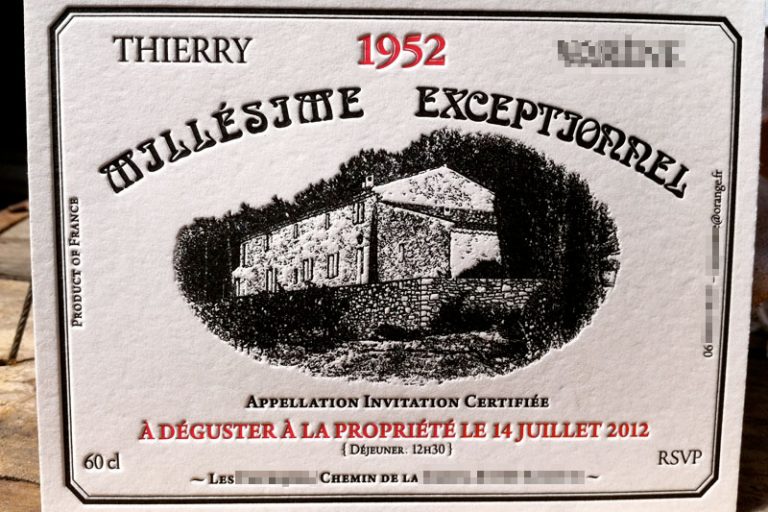 THIERRY 1952
MILLÉSIME EXCEPTIONNEL
PRODUCT OF FRANCE
06 - @orange.fr
APPELLATION INVITATION CERTIFIÉE
À DÉGUSTER À LA PROPRIÉTÉ LE 14 JUILLET 2012
{ DÉJEUNER: 12H30 }
60 cl
RSVP
~ LES CHEMIN DE LA ~